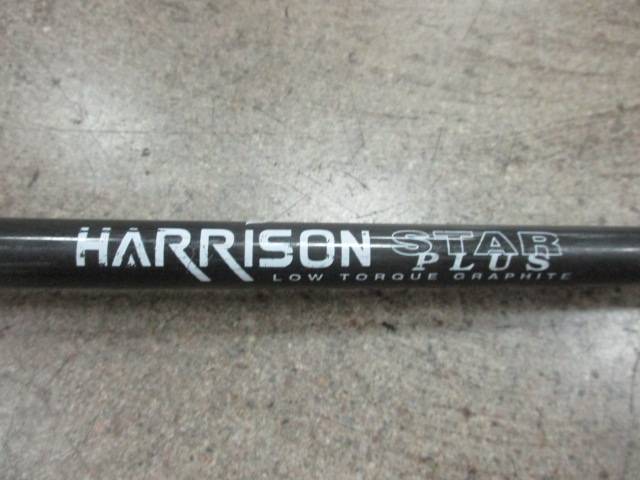 HARRISON STAR PLUS
LOW TORQUE GRAPHITE